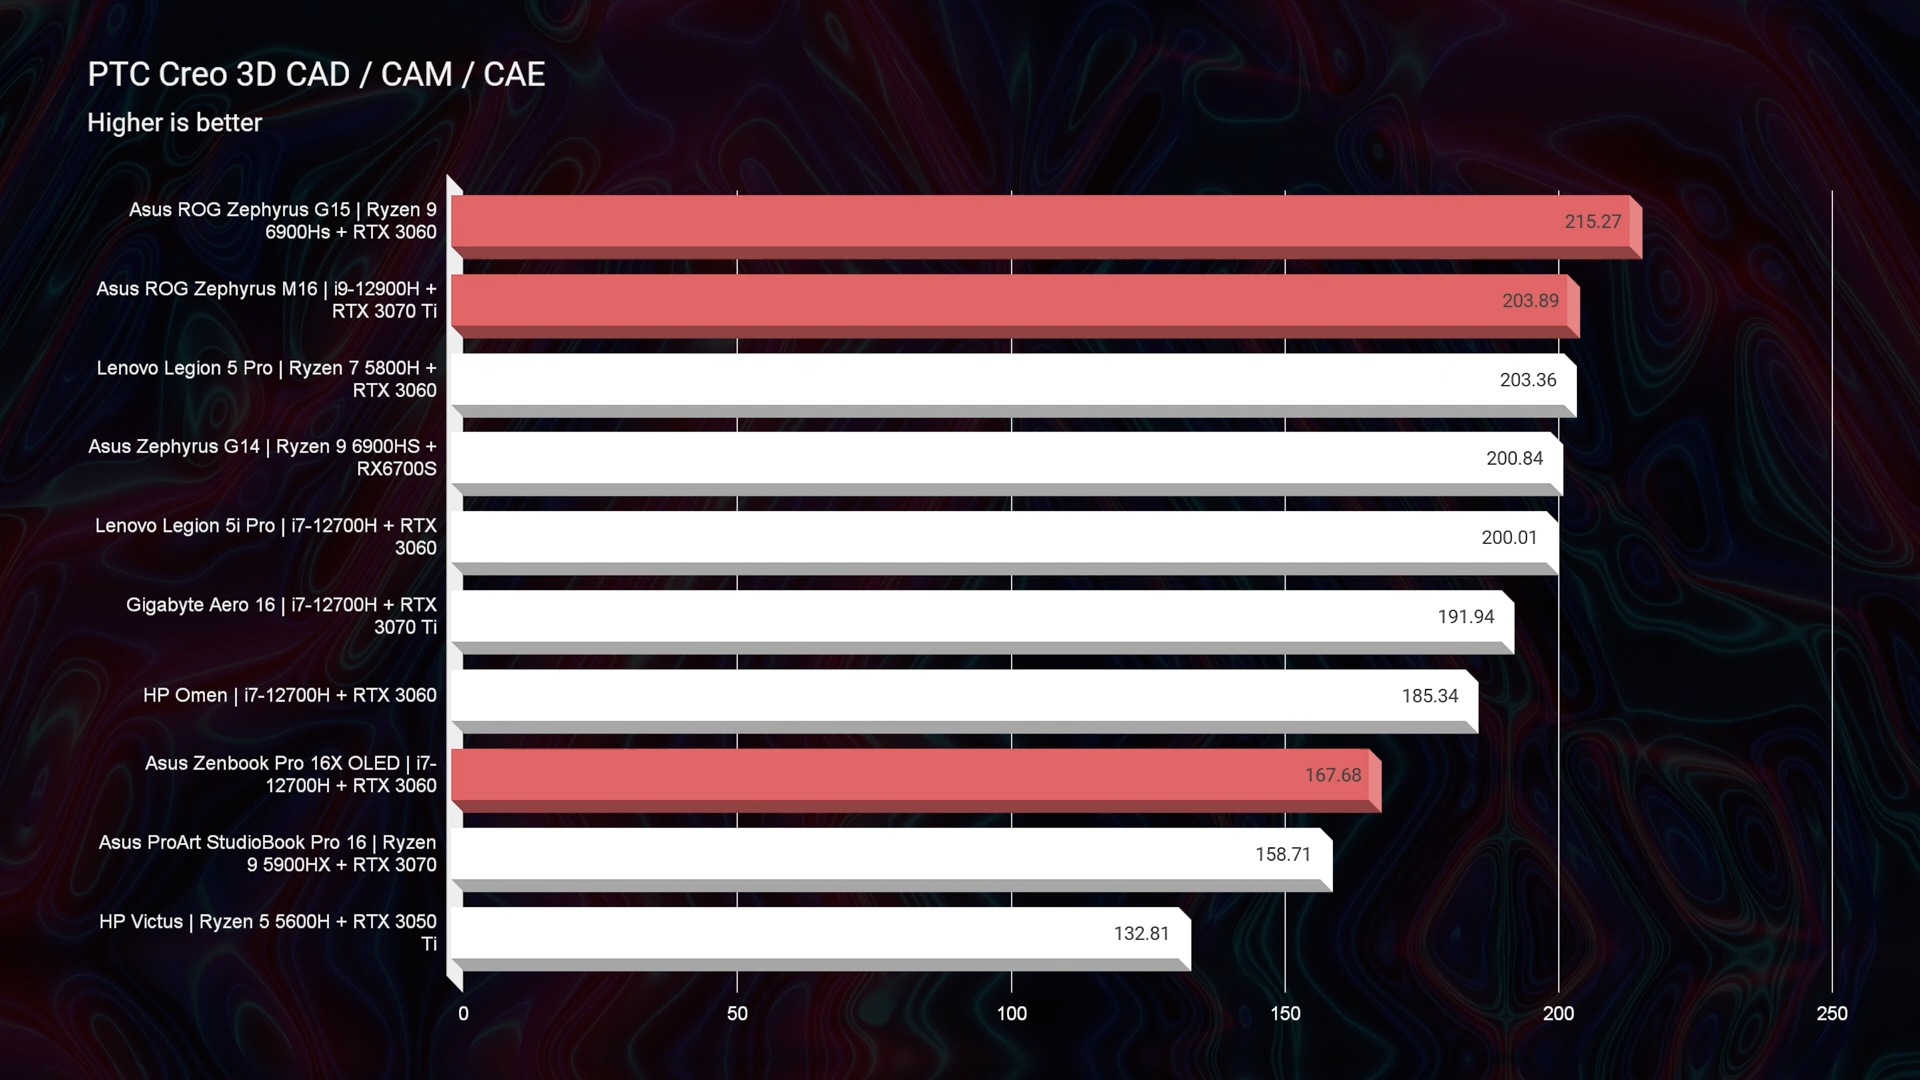 PTC Creo 3D CAD / CAM / CAE
Higher is better
Asus ROG Zephyrus G15 | Ryzen 9
6900Hs + RTX 3060
215.27
Asus ROG Zephyrus M16 | i9-12900H +
RTX 3070 Ti
203.89
Lenovo Legion 5 Pro | Ryzen 7 5800H +
RTX 3060
203.36
Asus Zephyrus G14 | Ryzen 9 6900HS +
RX6700S
200.84
Lenovo Legion 5i Pro | i7-12700H + RTX
3060
200.01
Gigabyte Aero 16 | i7-12700H + RTX
3070 Ti
191.94
HP Omen | i7-12700H + RTX 3060
185.34
Asus Zenbook Pro 16X OLED | i7-
12700H + RTX 3060
167.68
Asus ProArt StudioBook Pro 16 | Ryzen
9 5900HX + RTX 3070
158.71
HP Victus | Ryzen 5 5600H + RTX 3050
Ti
132.81
0 50 100 150 200 250